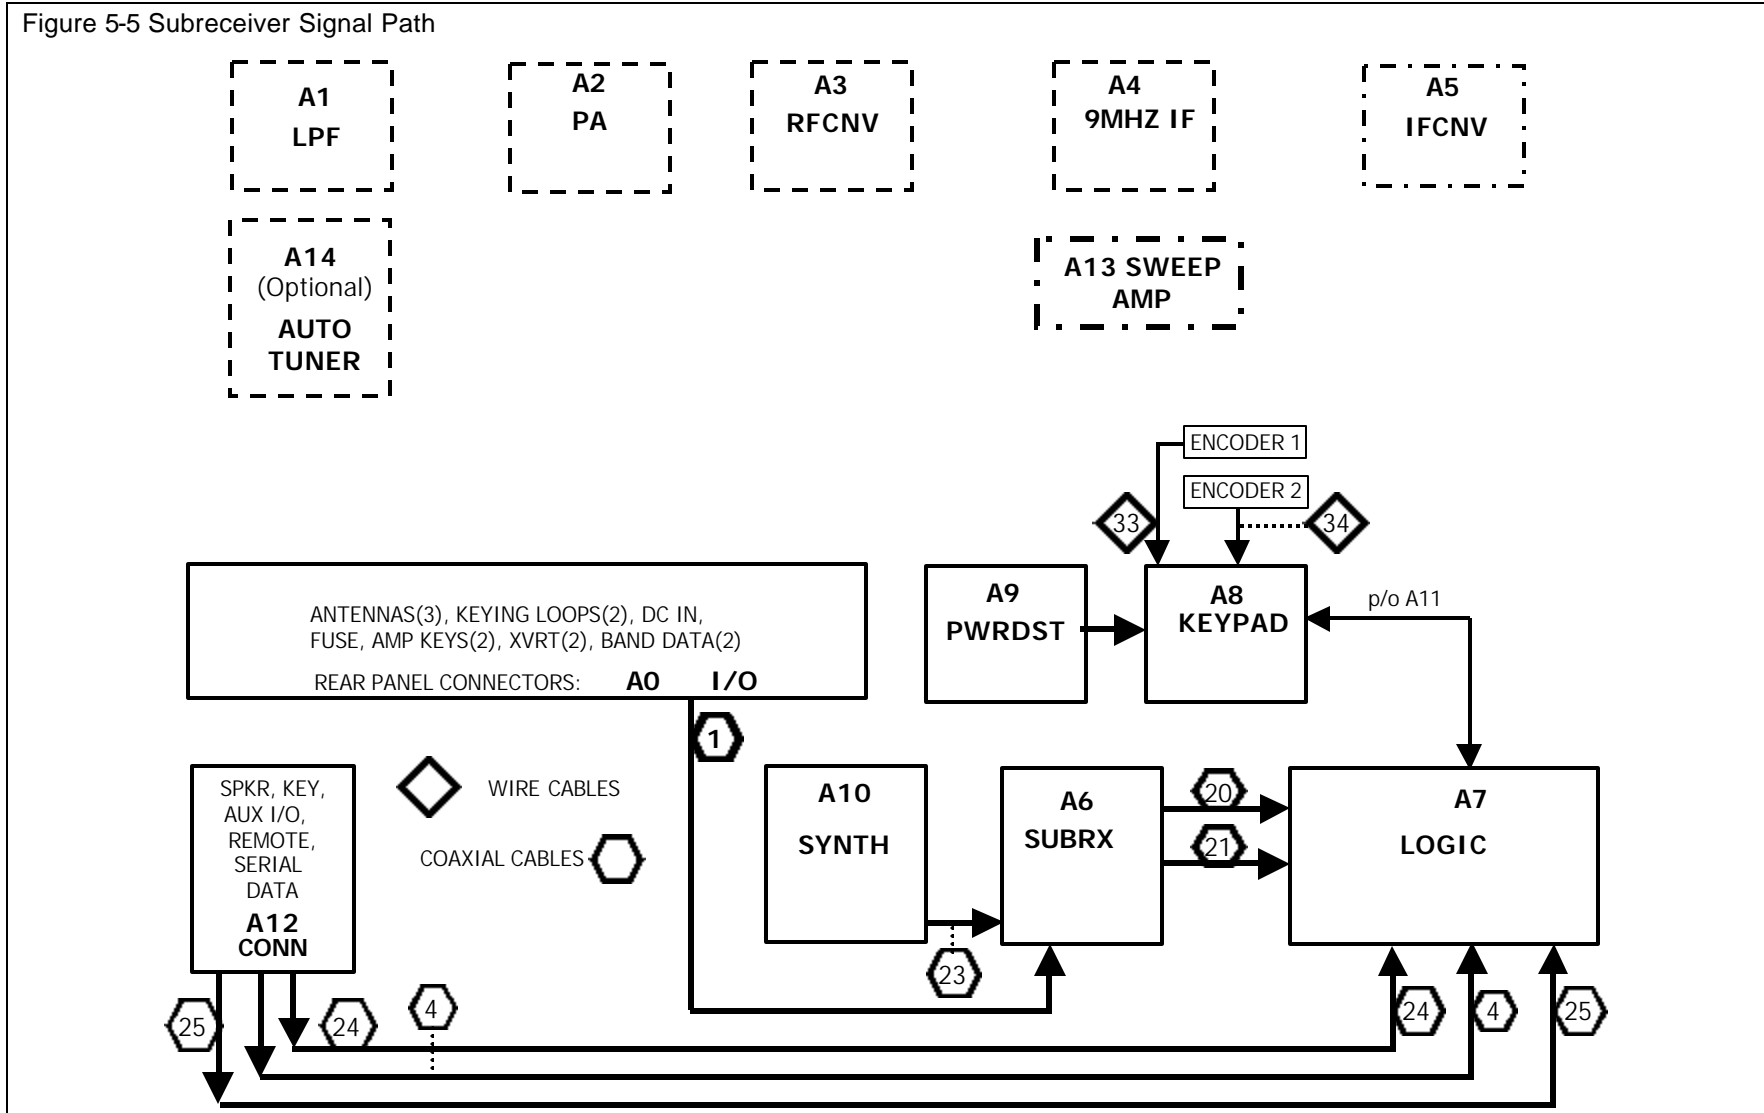 Figure 5-5 Subreceiver Signal Path
A1
LPF
A2
PA
A3
RFCNV
A4
9MHZ IF
A5
IFCNV
A14
(Optional)
AUTO
TUNER
A13 SWEEP
AMP
ENCODER 1
ENCODER 2
33
34
ANTENNAS(3), KEYING LOOPS(2), DC IN,
FUSE, AMP KEYS(2), XVRT(2), BAND DATA(2)
REAR PANEL CONNECTORS: A0 I/O
A9
PWRDST
A8
KEYPAD
p/o A11
1
SPKR, KEY,
AUX I/O,
REMOTE,
SERIAL
DATA
A12
CONN
WIRE CABLES
COAXIAL CABLES
A10
SYNTH
A6
SUBRX
20
21
A7
LOGIC
23
25
24
4
24
4
25